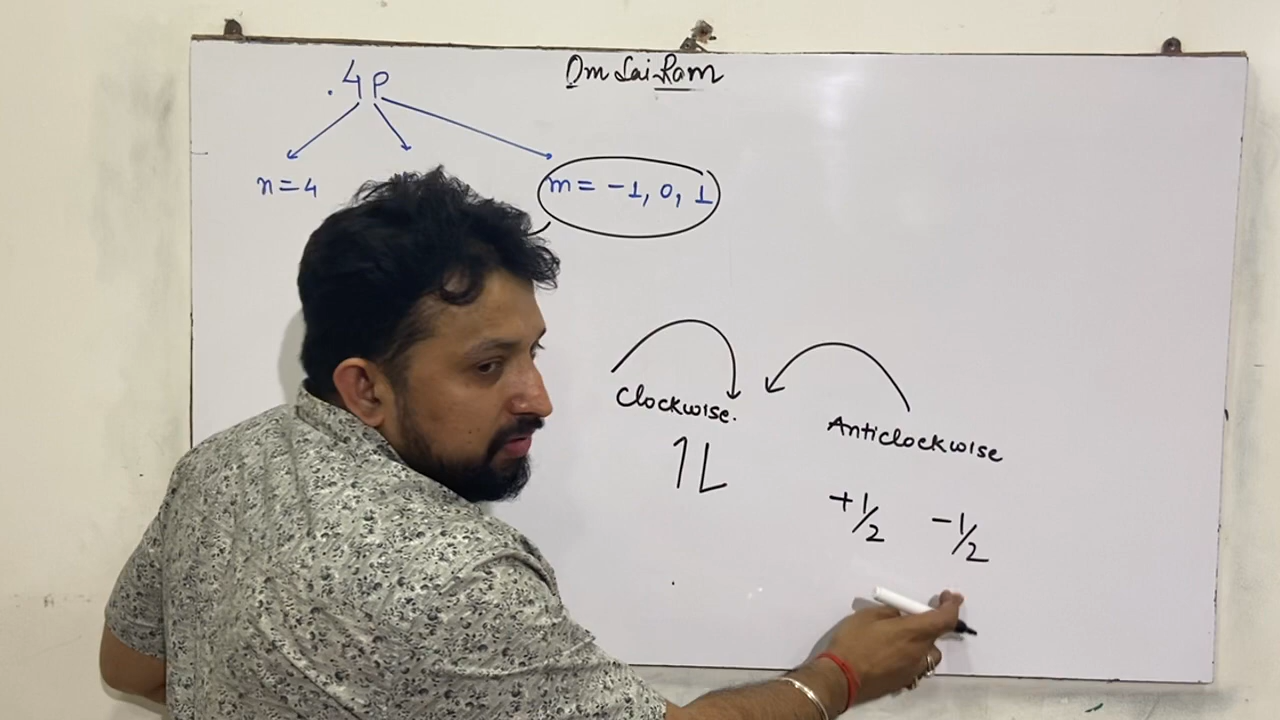 Om Sai Ram
.4p
n=4
m = -1, 0, 1
Clockwise.
Anticlockwise
↿⇂
+1/2 -1/2